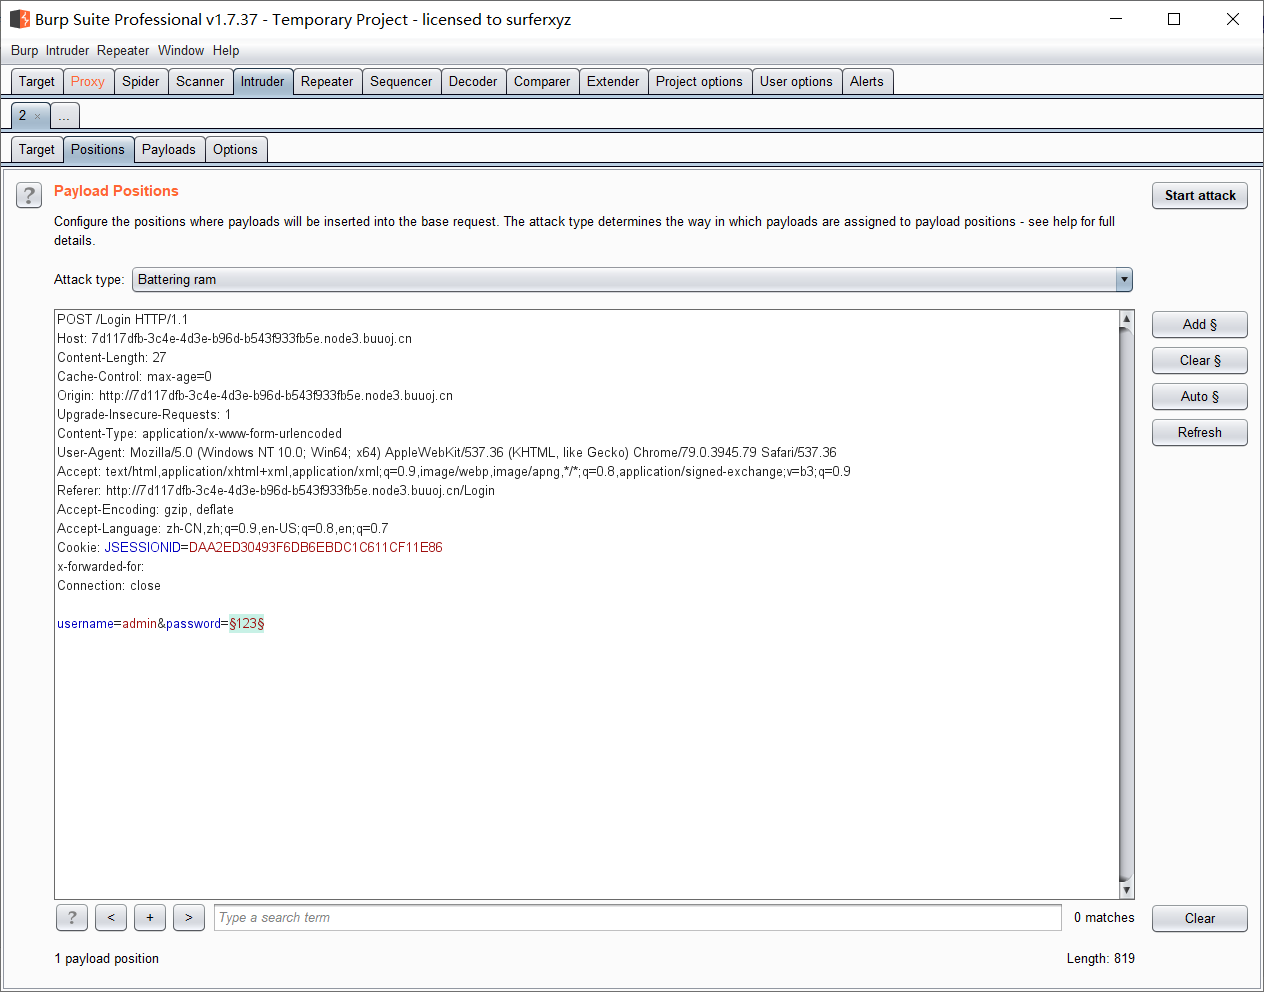 Burp Suite Professional v1.7.37 - Temporary Project - licensed to surferxyz
Burp Intruder Repeater Window Help
Target Proxy Spider Scanner Intruder Repeater Sequencer Decoder Comparer Extender Project options User options Alerts
2 × ...
Target Positions Payloads Options
? Payload Positions
Start attack
Configure the positions where payloads will be inserted into the base request. The attack type determines the way in which payloads are assigned to payload positions - see help for full
details.
Attack type: Battering ram
POST /Login HTTP/1.1
Host: 7d117dfb-3c4e-4d3e-b96d-b543f933fb5e.node3.buuoj.cn
Content-Length: 27
Cache-Control: max-age=0
Origin: http://7d117dfb-3c4e-4d3e-b96d-b543f933fb5e.node3.buuoj.cn
Upgrade-Insecure-Requests: 1
Content-Type: application/x-www-form-urlencoded
User-Agent: Mozilla/5.0 (Windows NT 10.0; Win64; x64) AppleWebKit/537.36 (KHTML, like Gecko) Chrome/79.0.3945.79 Safari/537.36
Accept: text/html,application/xhtml+xml,application/xml;q=0.9,image/webp,image/apng,*/*;q=0.8,application/signed-exchange;v=b3;q=0.9
Referer: http://7d117dfb-3c4e-4d3e-b96d-b543f933fb5e.node3.buuoj.cn/Login
Accept-Encoding: gzip, deflate
Accept-Language: zh-CN,zh;q=0.9,en-US;q=0.8,en;q=0.7
Cookie: JSESSIONID=DAA2ED30493F6DB6EBDC1C611CF11E86
x-forwarded-for:
Connection: close
username=admin&password=§123§
Add §
Clear §
Auto §
Refresh
? < + > Type a search term 0 matches Clear
1 payload position Length: 819